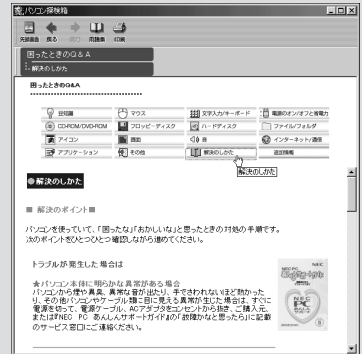 パソコン探検箱
先頭画面 戻る 進む 用語集 印刷
困ったときのQ&A
解決のしかた
困ったときのQ&A
豆知識 マウス 文字入力/キーボード 電源のオン/オフと省電力
CD-ROM/DVD-ROM フロッピーディスク ハードディスク ファイル/フォルダ
アイコン 画面 音 インターネット/通信
アプリケーション その他 解決のしかた 追加情報
解決のしかた
●解決のしかた
■ 解決のポイント■
パソコンを使っていて、「困ったな」「おかしいな」と思ったときの対処の手順です。
次のポイントをひとつひとつ確認しながら進めてください。
トラブルが発生した場合は
★パソコン本体に明らかな異常がある場合
パソコンから煙や異臭、異常な音が出たり、手でさわれないほど熱かった
り、その他パソコンやケーブル類に目に見える異常が生じた場合は、すぐに
電源を切って、電源ケーブル、ACアダプタをコンセントから抜き、ご購入元、
または『NEC PC あんしんサポートガイド』の「故障かなと思ったら」に記載
のサービス窓口にご連絡ください。
NEC
NEC PC